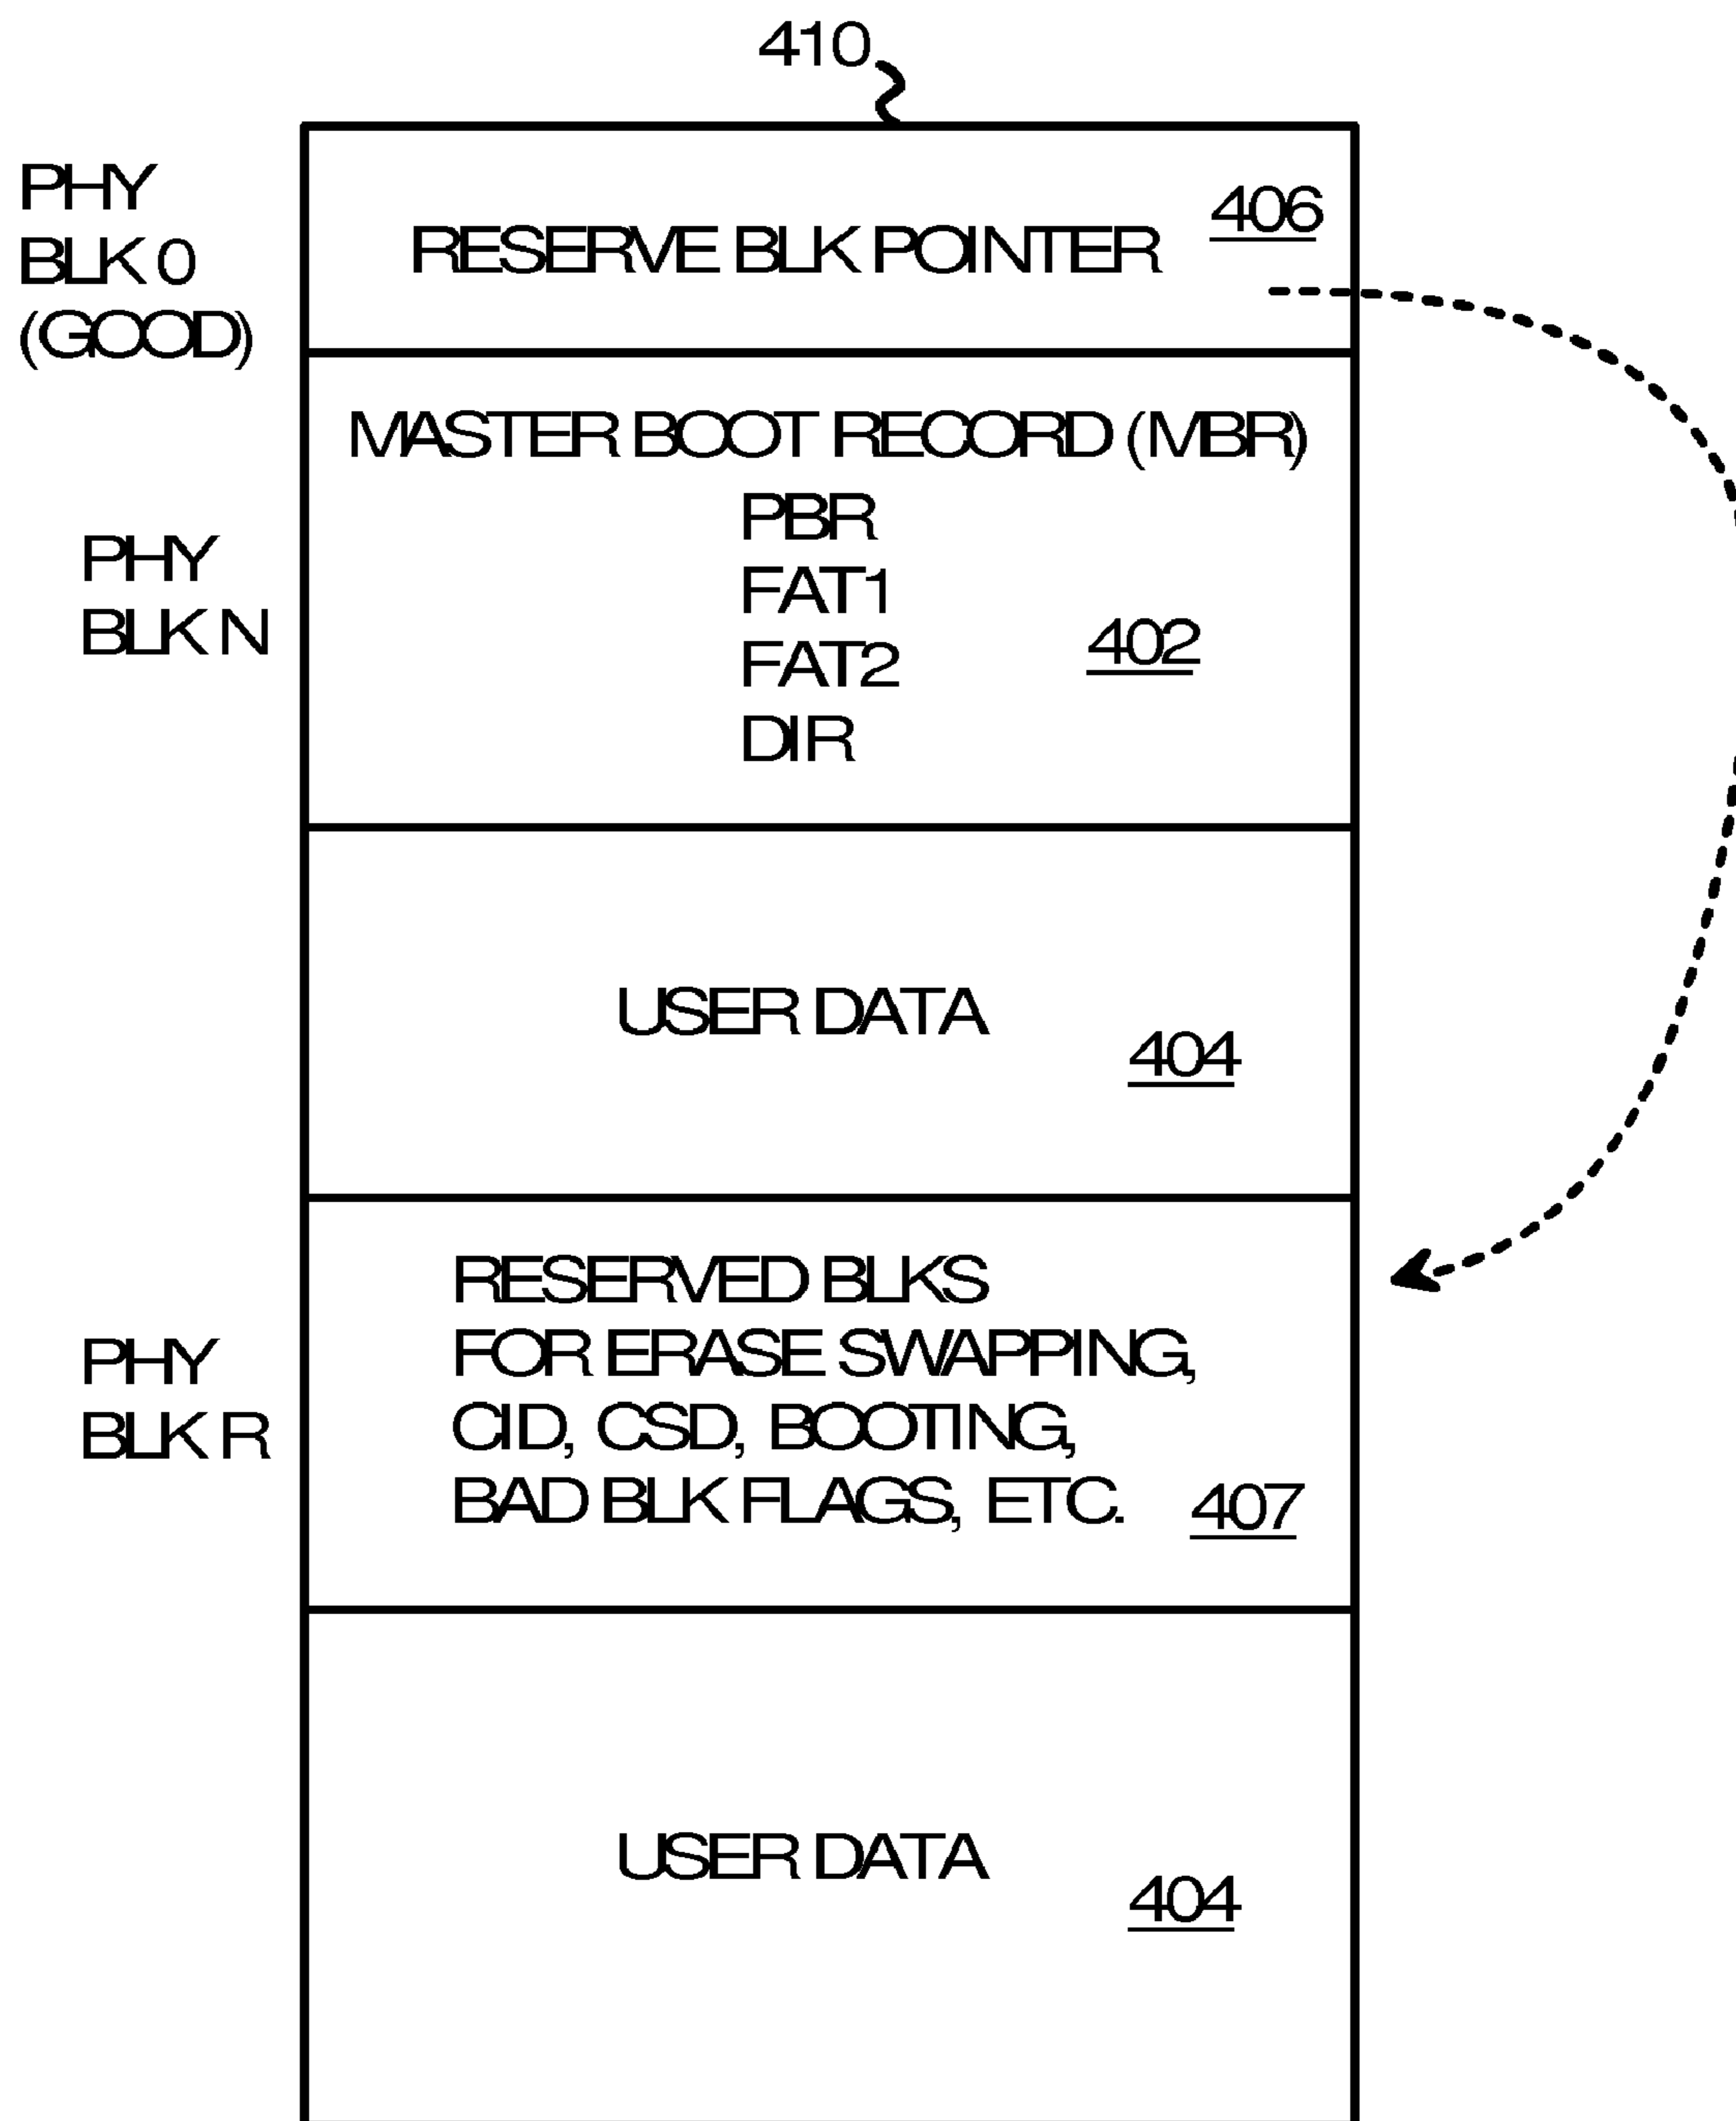 410
PHY
BLK 0
(GOOD)
RESERVE BLK POINTER
406
MASTER BOOT RECORD (MBR)
PBR
FAT1
FAT2
DIR
402
PHY
BLK N
USER DATA
404
PHY
BLK R
RESERVED BLKS
FOR ERASE SWAPPING,
CID, CSD, BOOTING,
BAD BLK FLAGS, ETC.
407
USER DATA
404